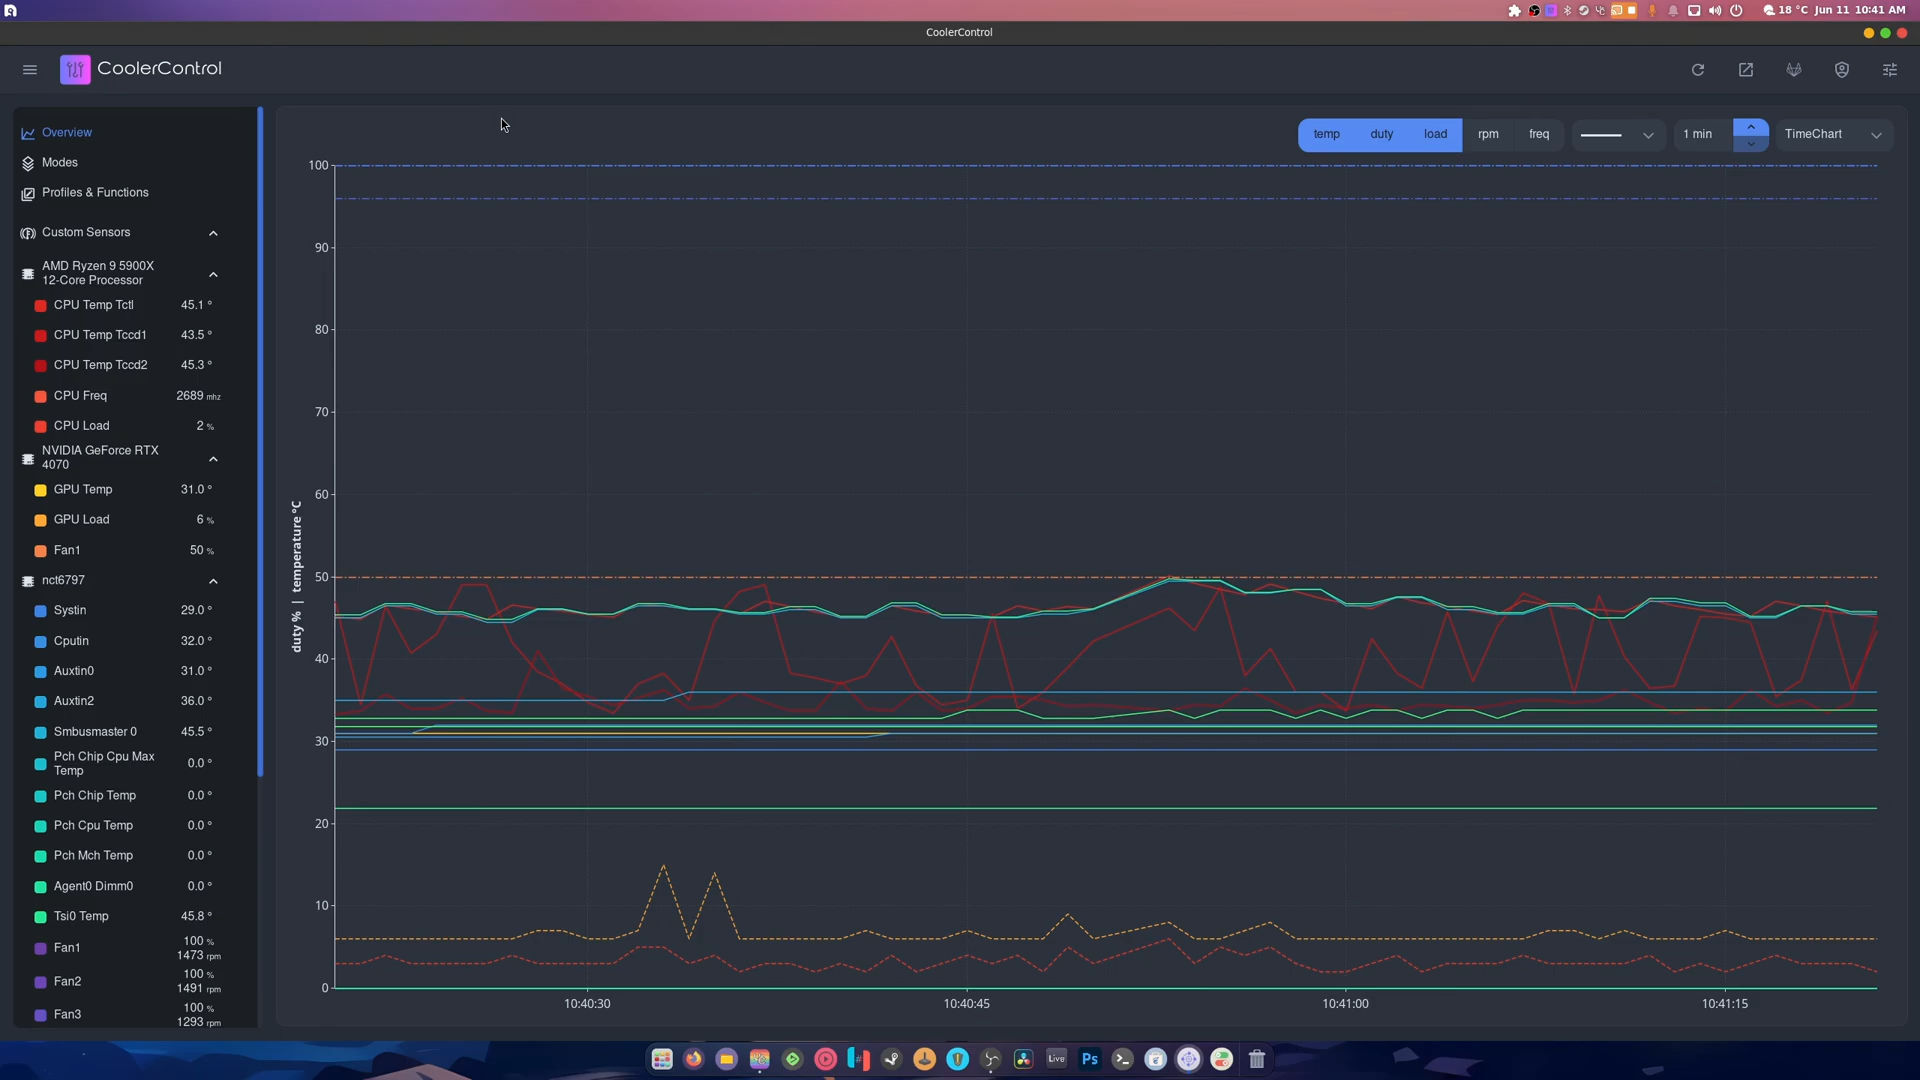 18 °C Jun 11 10:41 AM
CoolerControl
CoolerControl
Overview
Modes
Profiles & Functions
Custom Sensors
AMD Ryzen 9 5900X
12-Core Processor
CPU Temp Tctl 45.1 °
CPU Temp Tccd1 43.5 °
CPU Temp Tccd2 45.3 °
CPU Freq 2689 mhz
CPU Load 2 %
NVIDIA GeForce RTX
4070
GPU Temp 31.0 °
GPU Load 6 %
Fan1 50 %
nct6797
Systin 29.0 °
Cputin 32.0 °
Auxtin0 31.0 °
Auxtin2 36.0 °
Smbusmaster 0 45.5 °
Pch Chip Cpu Max
Temp 0.0 °
Pch Chip Temp 0.0 °
Pch Cpu Temp 0.0 °
Pch Mch Temp 0.0 °
Agent0 Dimm0 0.0 °
Tsi0 Temp 45.8 °
Fan1 100 %
1473 rpm
Fan2 100 %
1491 rpm
Fan3 100 %
1293 rpm
temp duty load rpm freq 1 min TimeChart
duty % | temperature °C
100
90
80
70
60
50
40
30
20
10
0
10:40:30 10:40:45 10:41:00 10:41:15
Live Ps